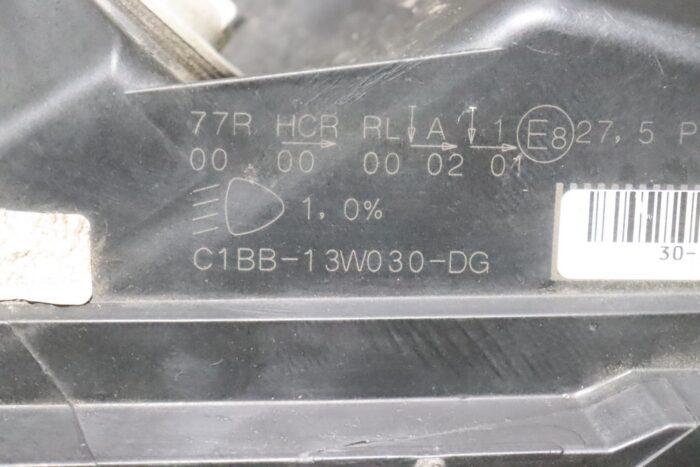 77R HCR RL A 1 E8 27,5 P
00 00 00 02 01
1,0%
C1BB-13W030-DG
30-